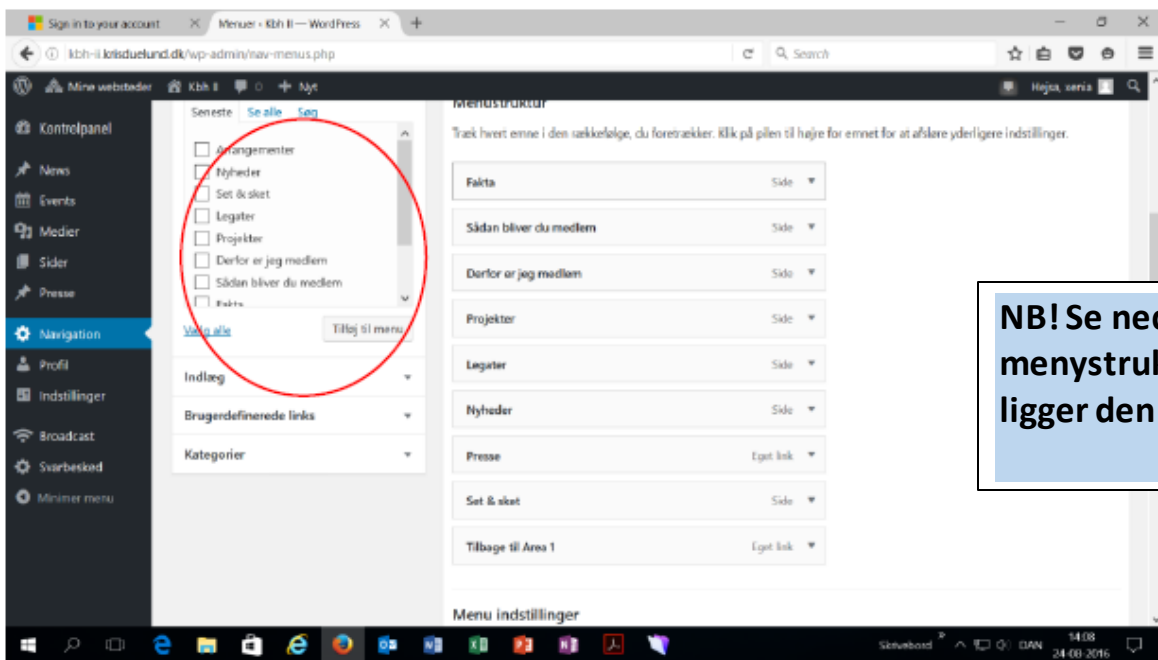 Sign in to your account
Menuer ‹ Kbh II — WordPress
kbh-ii.krisduelund.dk/wp-admin/nav-menus.php
Search
Mine websteder
Kbh II
0
Nyt
Hejsa, xenia
Kontrolpanel
News
Events
Medier
Sider
Presse
Navigation
Profil
Indstillinger
Broadcast
Svarbesked
Minimer menu
Seneste Se alle Søg
Arrangementer
Nyheder
Set & sket
Legater
Projekter
Derfor er jeg medlem
Sådan bliver du medlem
Fakta
Vælg alle
Tilføj til menu
Indlæg
Brugerdefinerede links
Kategorier
Menustruktur
Træk hvert emne i den rækkefølge, du foretrækker. Klik på pilen til højre for emnet for at afsløre yderligere indstillinger.
Fakta Side
Sådan bliver du medlem Side
Derfor er jeg medlem Side
Projekter Side
Legater Side
Nyheder Side
Presse Eget link
Set & sket Side
Tilbage til Area 1 Eget link
Menu indstillinger
NB! Se ned
menystruk
ligger den
Skrivebord
DAN
14:08
24-08-2016